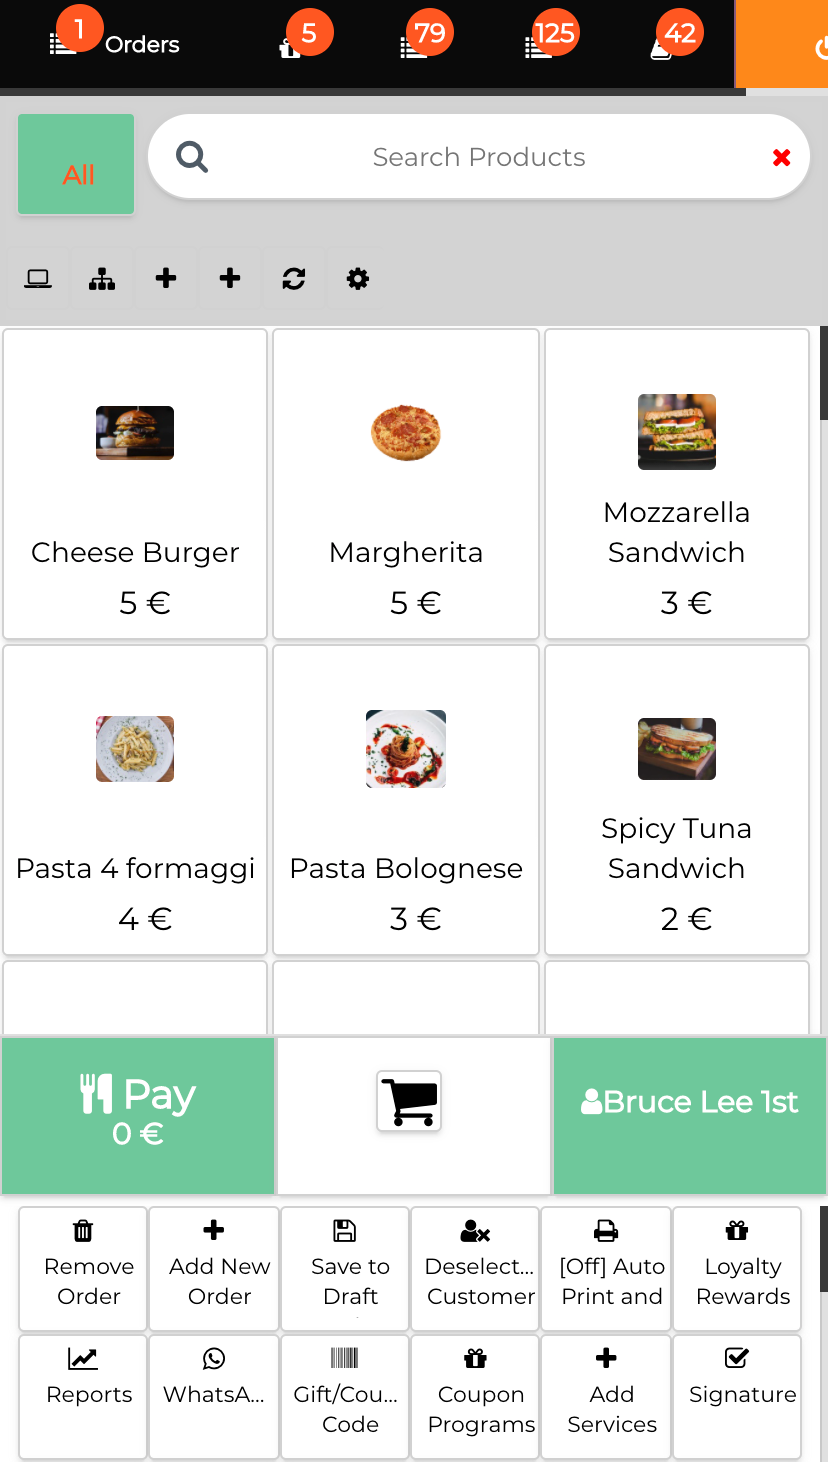 1
Orders
5
79
125
42
All
Search Products
Cheese Burger
5 €
Margherita
5 €
Mozzarella
Sandwich
3 €
Pasta 4 formaggi
4 €
Pasta Bolognese
3 €
Spicy Tuna
Sandwich
2 €
Pay
0 €
Bruce Lee 1st
Remove
Order
Add New
Order
Save to
Draft
Deselect...
Customer
[Off] Auto
Print and
Loyalty
Rewards
Reports
WhatsA...
Gift/Cou...
Code
Coupon
Programs
Add
Services
Signature